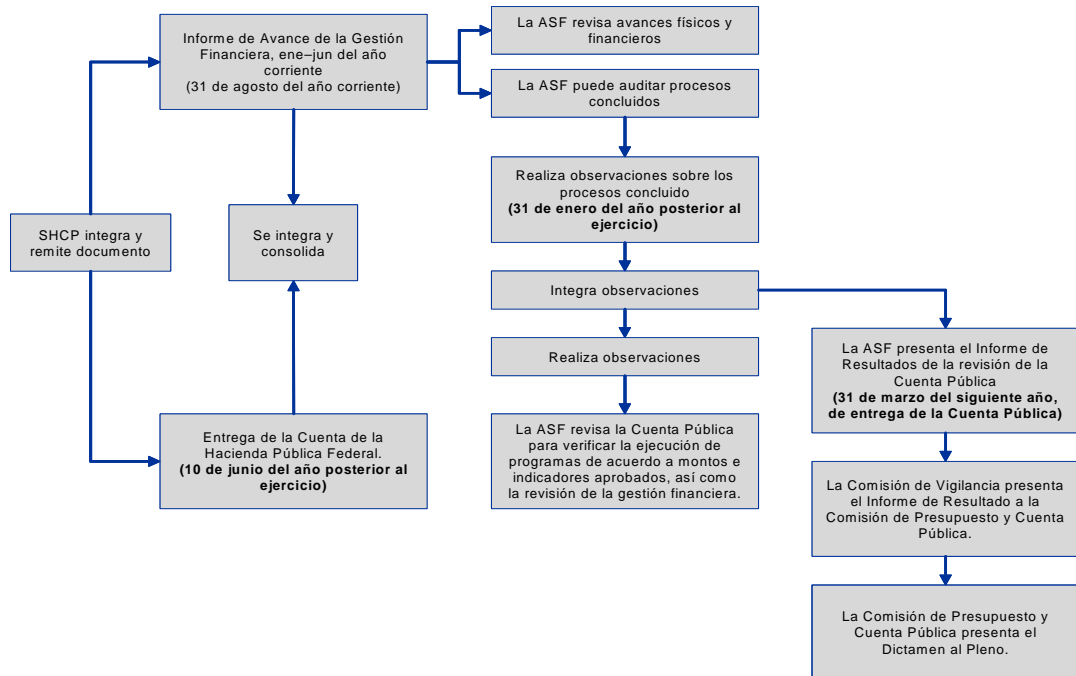 Informe de Avance de la Gestión
Financiera, ene–jun del año
corriente
(31 de agosto del año corriente)
La ASF revisa avances físicos y
financieros
La ASF puede auditar procesos
concluidos
Realiza observaciones sobre los
procesos concluido
(31 de enero del año posterior al
ejercicio)
SHCP integra y
remite documento
Se integra y
consolida
Integra observaciones
Realiza observaciones
La ASF presenta el Informe de
Resultados de la revisión de la
Cuenta Pública
(31 de marzo del siguiente año,
de entrega de la Cuenta Pública)
Entrega de la Cuenta de la
Hacienda Pública Federal.
(10 de junio del año posterior al
ejercicio)
La ASF revisa la Cuenta Pública
para verificar la ejecución de
programas de acuerdo a montos e
indicadores aprobados, así como
la revisión de la gestión financiera.
La Comisión de Vigilancia presenta
el Informe de Resultado a la
Comisión de Presupuesto y Cuenta
Pública.
La Comisión de Presupuesto y
Cuenta Pública presenta el
Dictamen al Pleno.